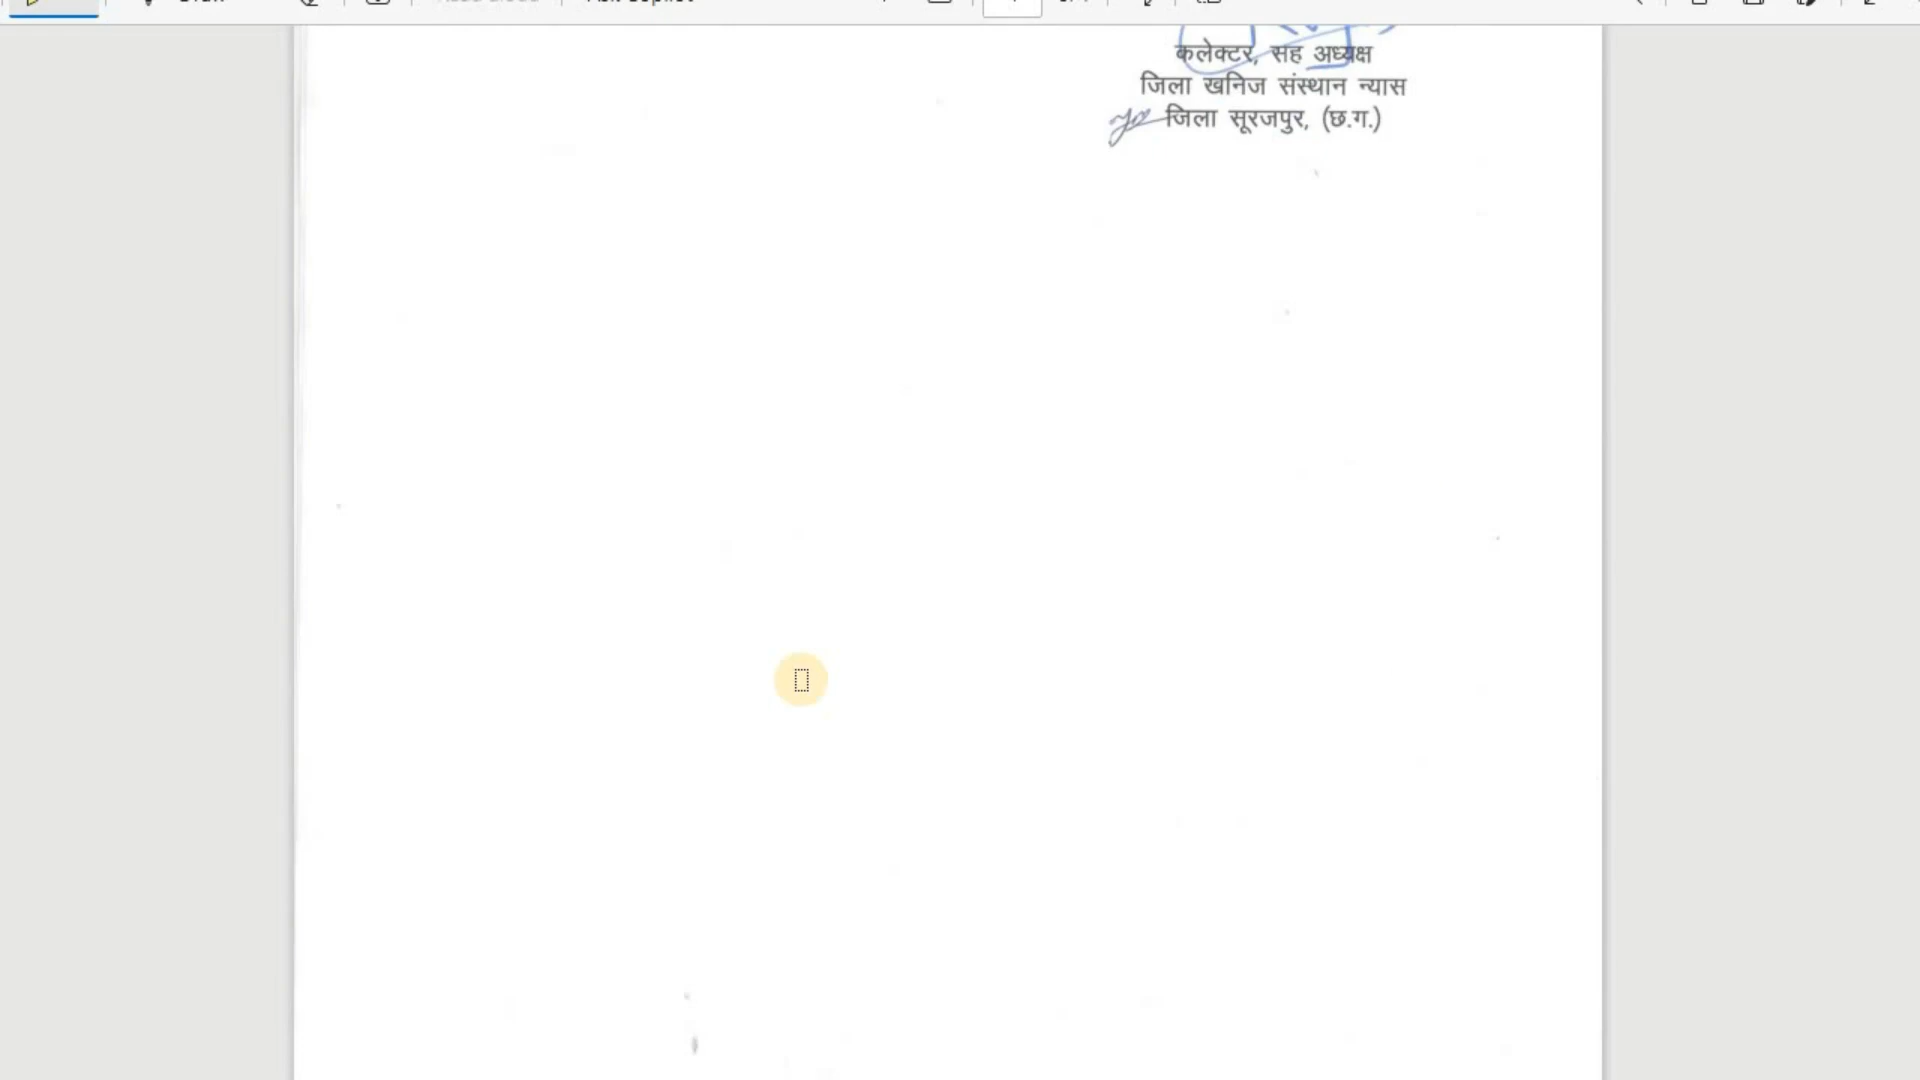 कलेक्टर, सह अध्यक्ष
जिला खनिज संस्थान न्यास
जिला सूरजपुर, (छ.ग.)